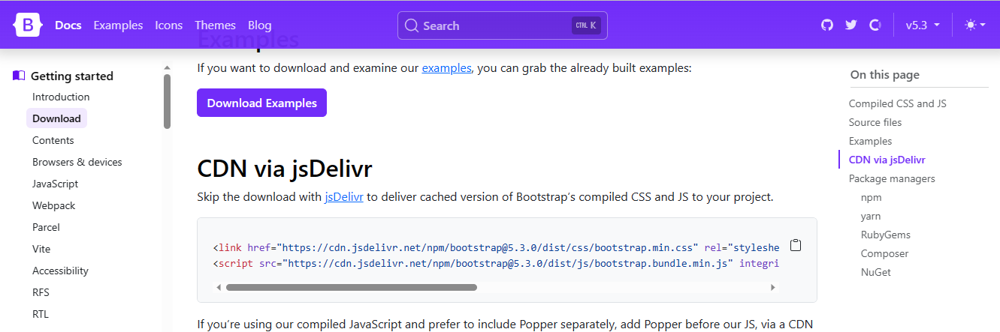 B Docs Examples Icons Themes Blog Search CTRL K v5.3
Getting started
Introduction
Download
Contents
Browsers & devices
JavaScript
Webpack
Parcel
Vite
Accessibility
RFS
RTL
Examples
If you want to download and examine our examples, you can grab the already built examples:
Download Examples
CDN via jsDelivr
Skip the download with jsDelivr to deliver cached version of Bootstrap’s compiled CSS and JS to your project.
<link href="https://cdn.jsdelivr.net/npm/bootstrap@5.3.0/dist/css/bootstrap.min.css" rel="styleshe
<script src="https://cdn.jsdelivr.net/npm/bootstrap@5.3.0/dist/js/bootstrap.bundle.min.js" integri
If you’re using our compiled JavaScript and prefer to include Popper separately, add Popper before our JS, via a CDN
On this page
Compiled CSS and JS
Source files
Examples
CDN via jsDelivr
Package managers
npm
yarn
RubyGems
Composer
NuGet